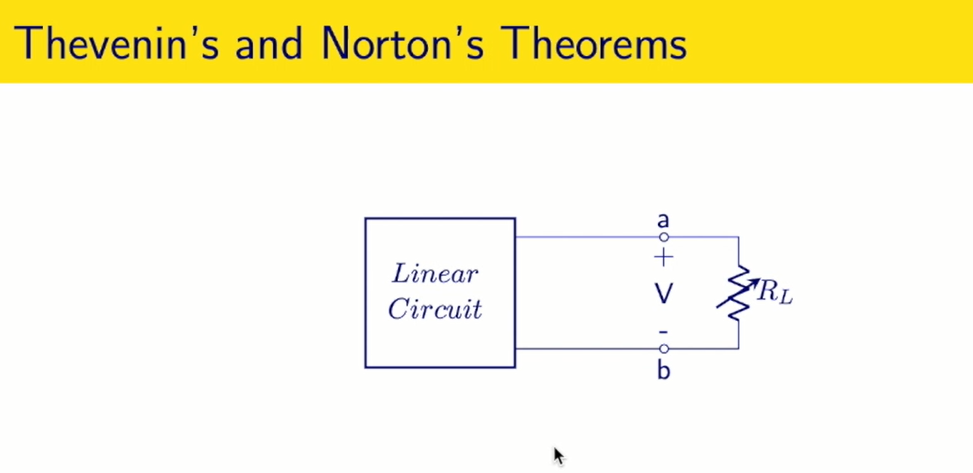 Thevenin's and Norton's Theorems
a
+
Linear
Circuit
V
R_L
-
b